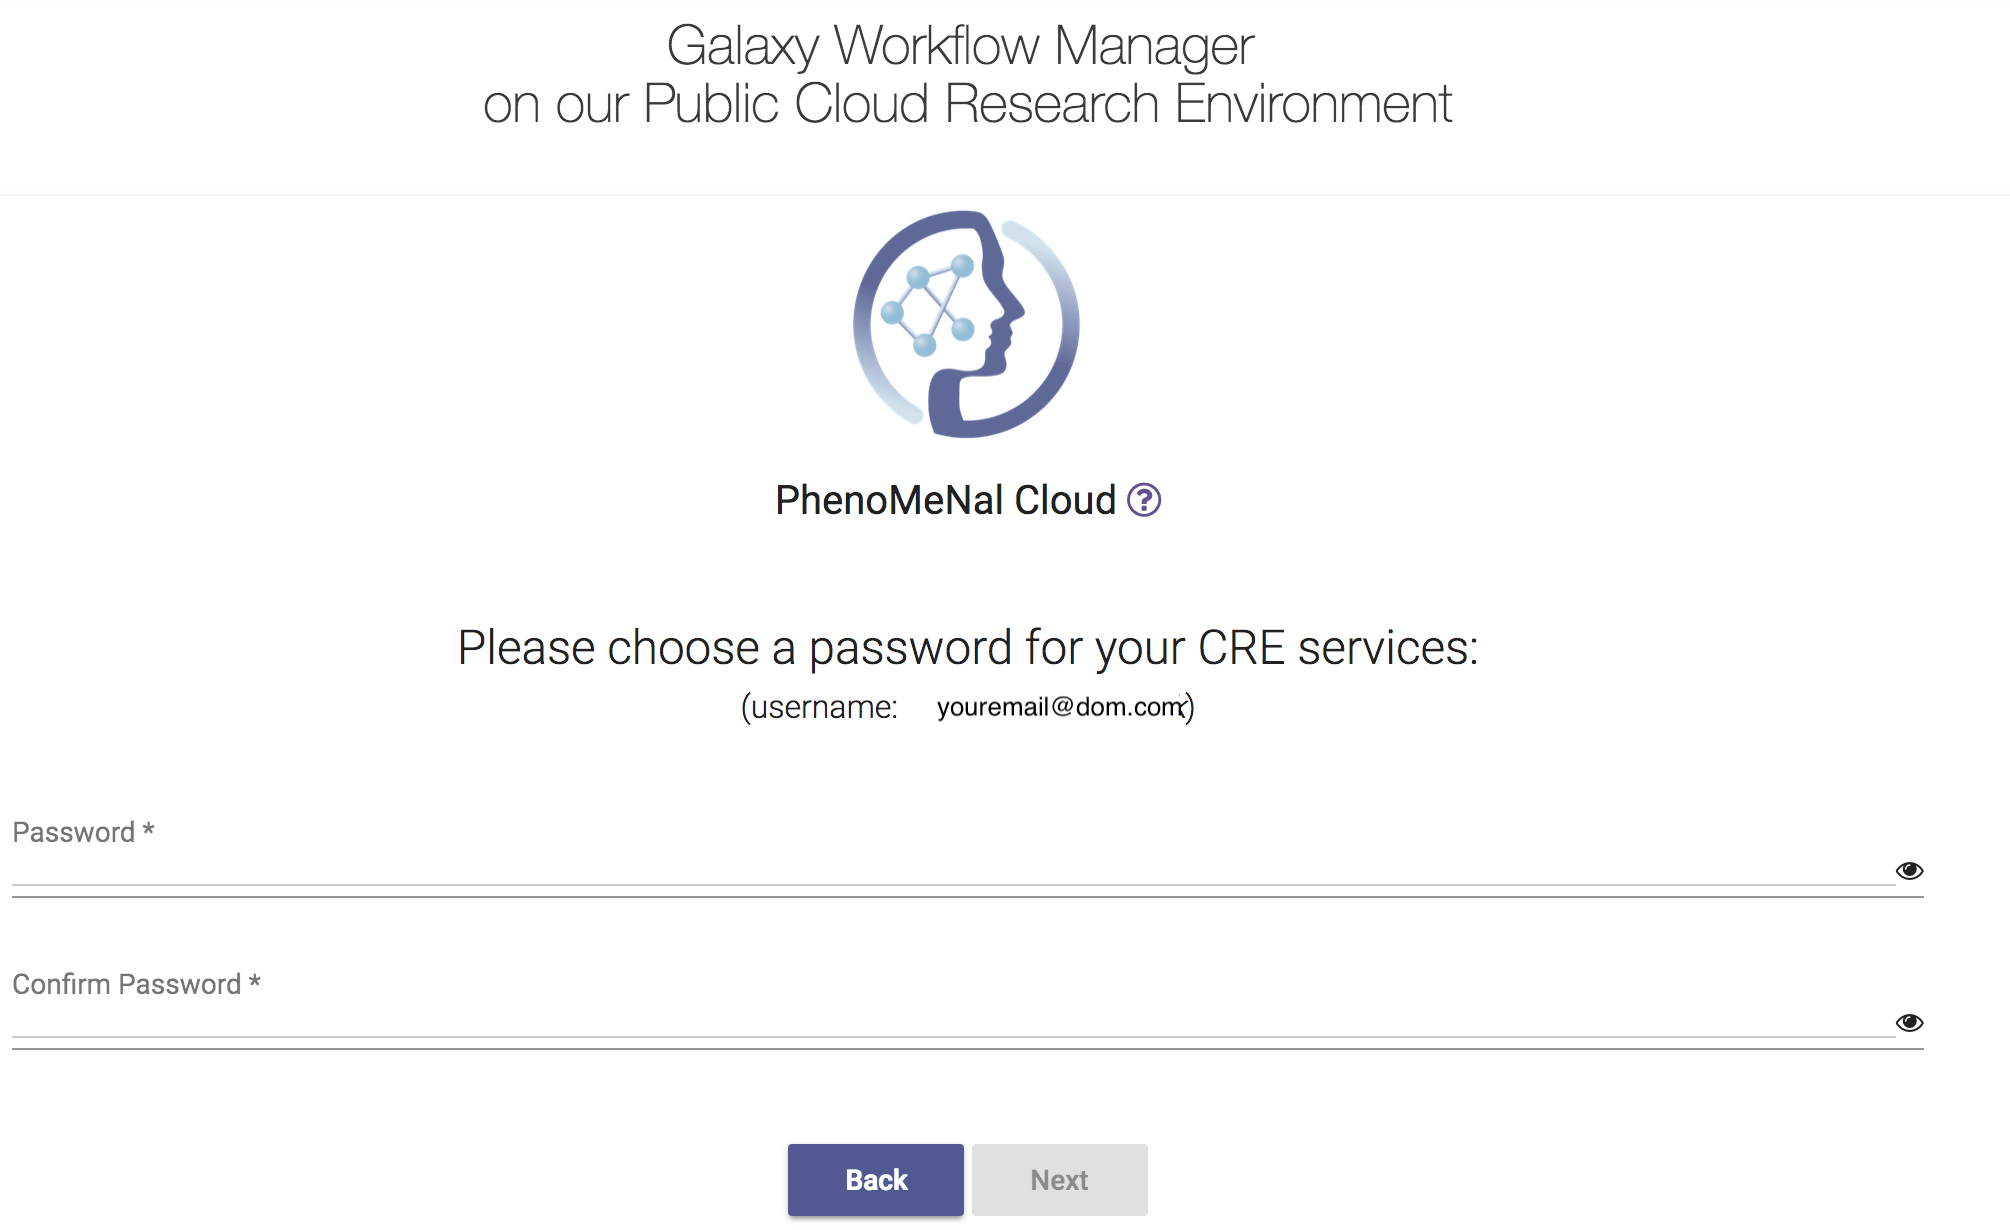 Galaxy Workflow Manager
on our Public Cloud Research Environment
PhenoMeNal Cloud ?
Please choose a password for your CRE services:
(username: youremail@dom.com)
Password *
Confirm Password *
Back Next